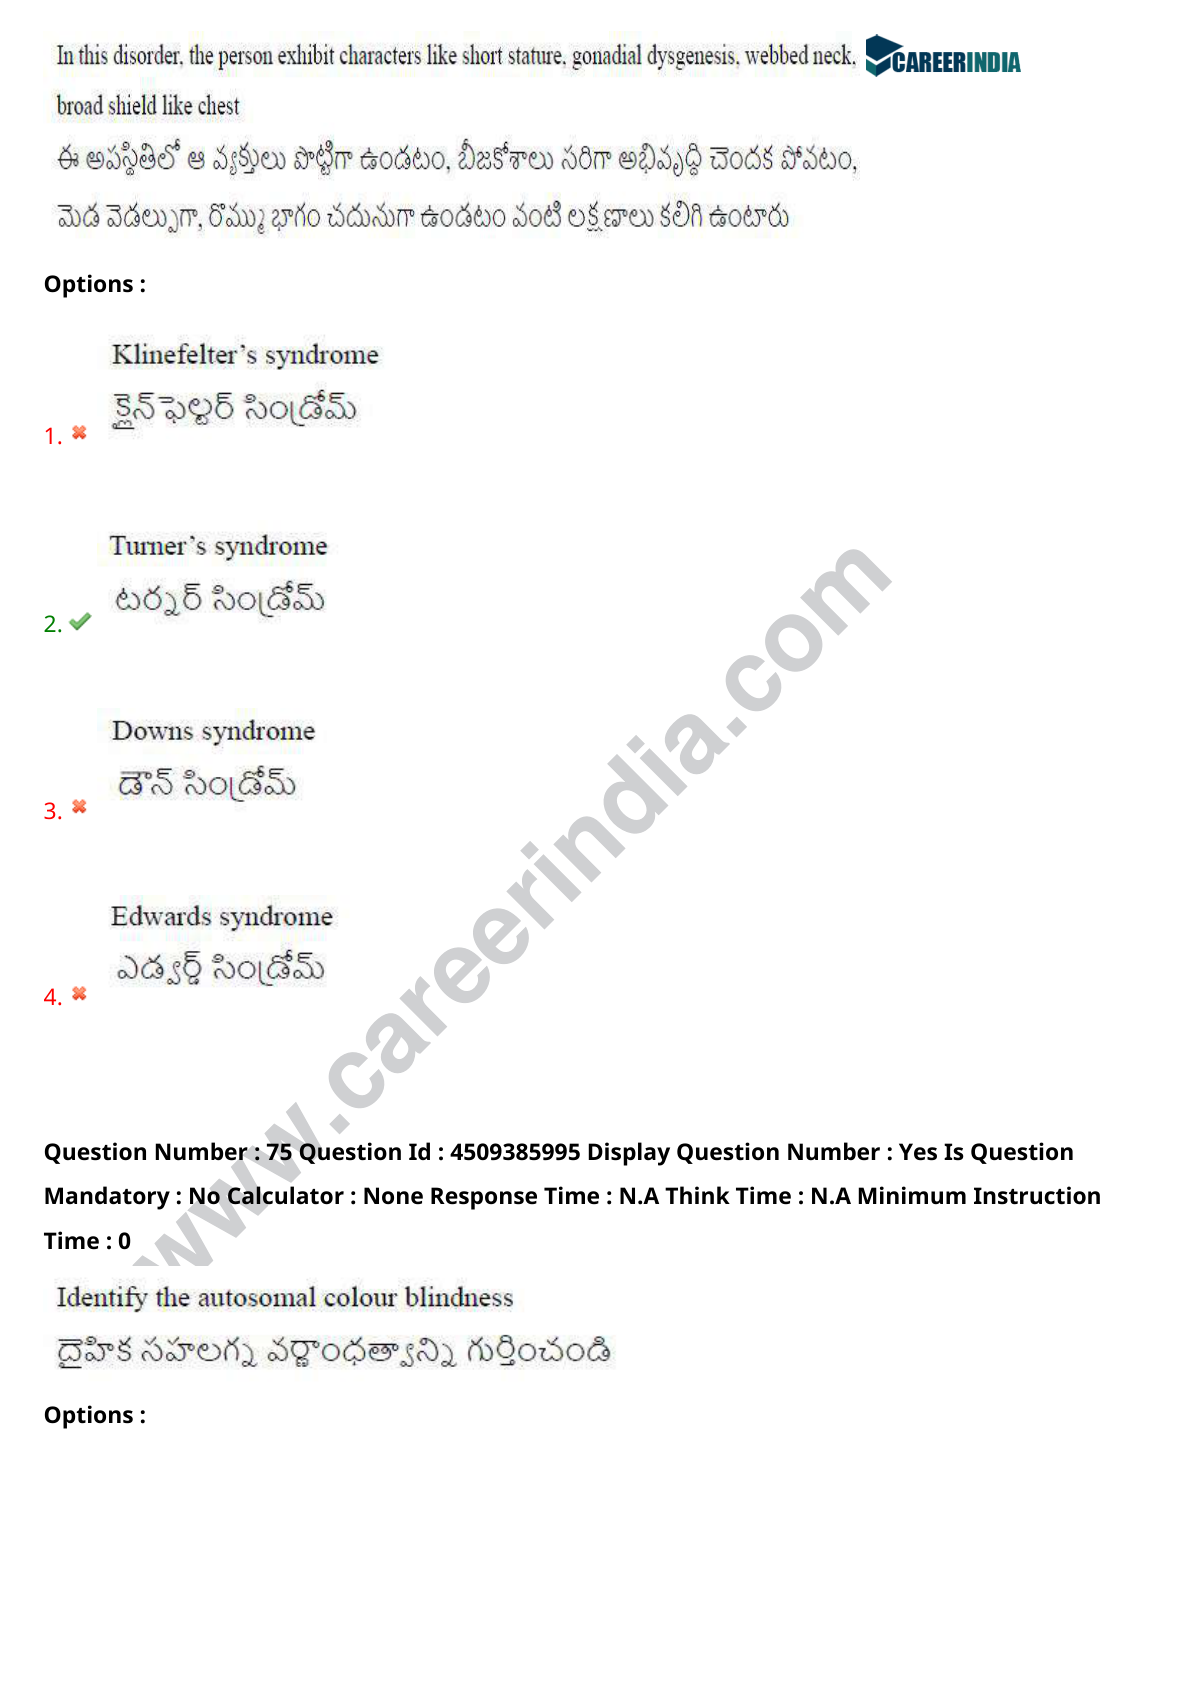 In this disorder, the person exhibit characters like short stature, gonadial dysgenesis, webbed neck,
CAREERINDIA
broad shield like chest
ఈ అపస్థితిలో ఆ వ్యక్తులు పొట్టిగా ఉండటం, బీజకోశాలు సరిగా అభివృద్ధి చెందక పోవటం,
మెడ వెడల్పుగా, రొమ్ము భాగం చదునుగా ఉండటం వంటి లక్షణాలు కలిగి ఉంటారు
Options :
Klinefelter's syndrome
క్లైన్‌ఫెల్టర్ సిండ్రోమ్
1.
Turner's syndrome
టర్నర్ సిండ్రోమ్
2.
Downs syndrome
డౌన్ సిండ్రోమ్
3.
Edwards syndrome
ఎడ్వర్డ్ సిండ్రోమ్
4.
www.careerindia.com
Question Number : 75 Question Id : 4509385995 Display Question Number : Yes Is Question
Mandatory : No Calculator : None Response Time : N.A Think Time : N.A Minimum Instruction
Time : 0
Identify the autosomal colour blindness
దైహిక సహలగ్న వర్ణాంధత్వాన్ని గుర్తించండి
Options :